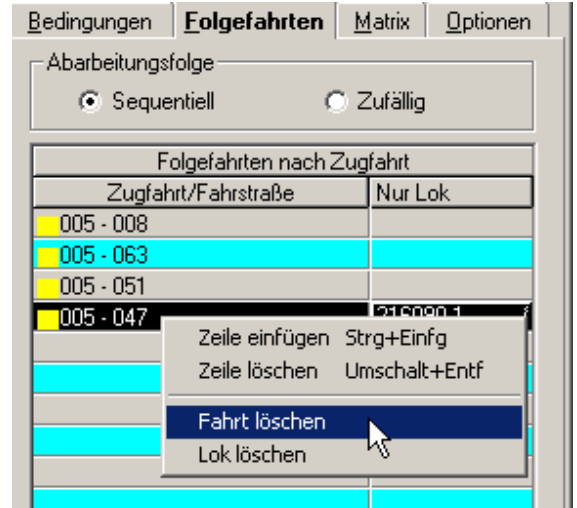 Bedingungen Folgefahrten Matrix Optionen
Abarbeitungsfolge
Sequentiell Zufällig
Folgefahrten nach Zugfahrt
Zugfahrt/Fahrstraße Nur Lok
005 - 008
005 - 063
005 - 051
005 - 047
Zeile einfügen Strg+Einfg
Zeile löschen Umschalt+Entf
Fahrt löschen
Lok löschen